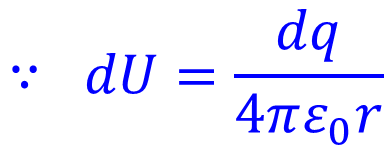 ∵ dU = dq / 4πε₀r